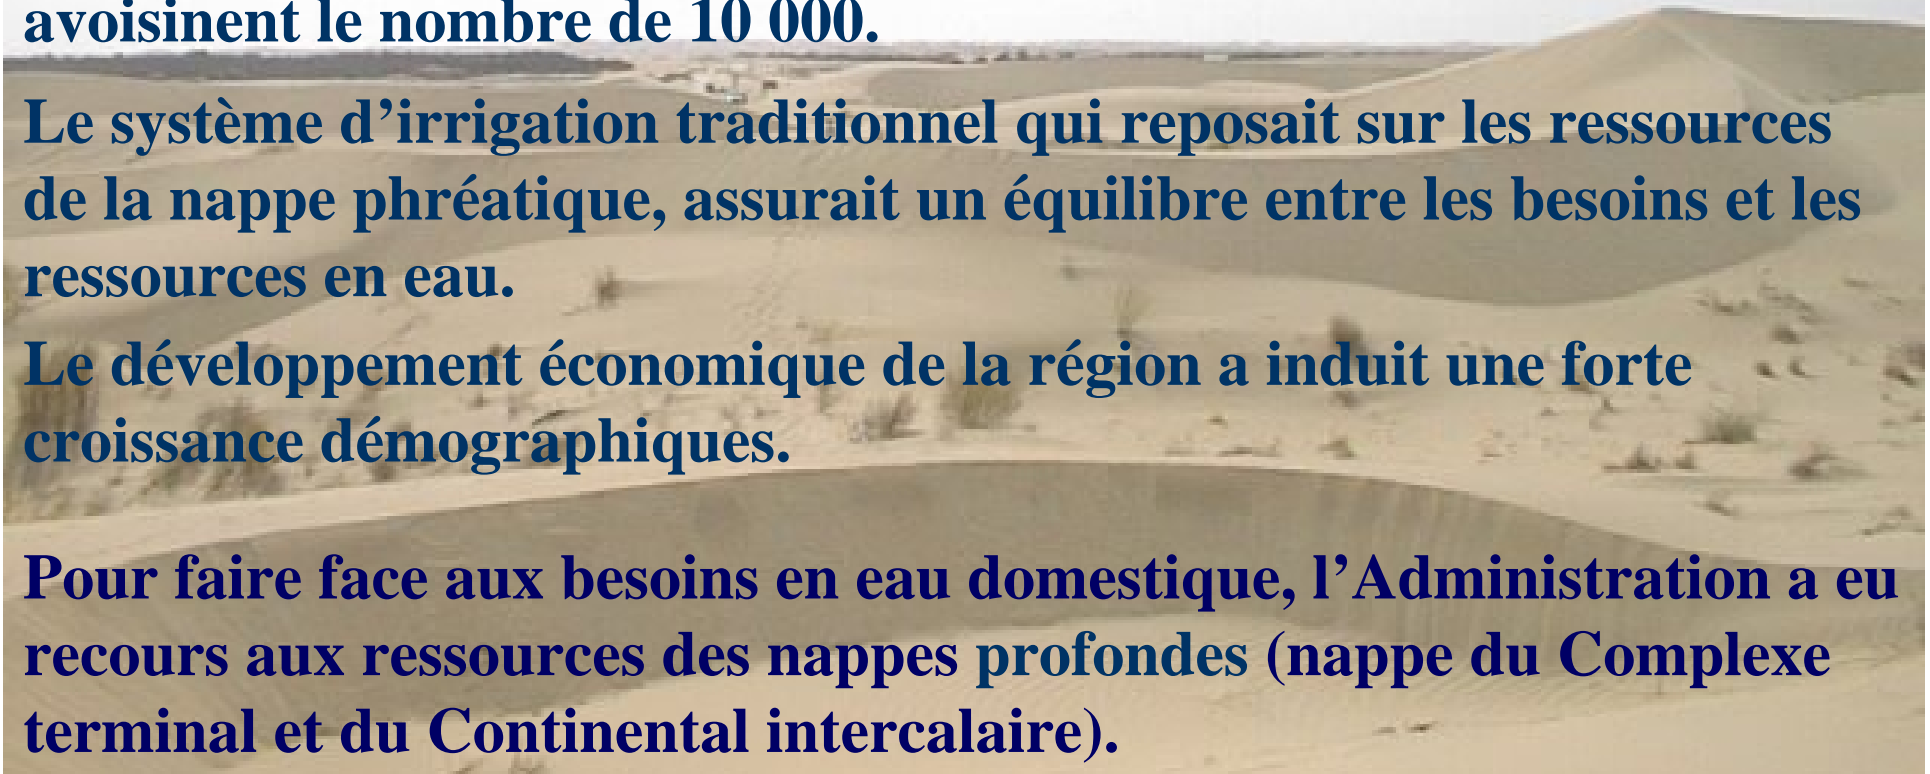 avoisinent le nombre de 10 000.
Le système d’irrigation traditionnel qui reposait sur les ressources
de la nappe phréatique, assurait un équilibre entre les besoins et les
ressources en eau.
Le développement économique de la région a induit une forte
croissance démographiques.
Pour faire face aux besoins en eau domestique, l’Administration a eu
recours aux ressources des nappes profondes (nappe du Complexe
terminal et du Continental intercalaire).